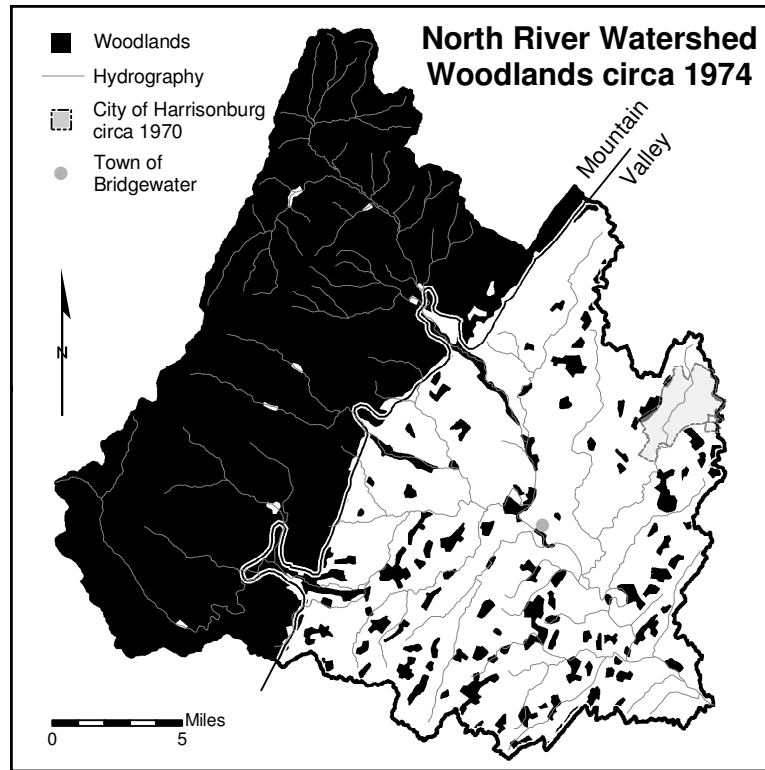 North River Watershed
Woodlands circa 1974
Woodlands
Hydrography
City of Harrisonburg
circa 1970
Town of
Bridgewater
Mountain
Valley
N
Miles
0 5